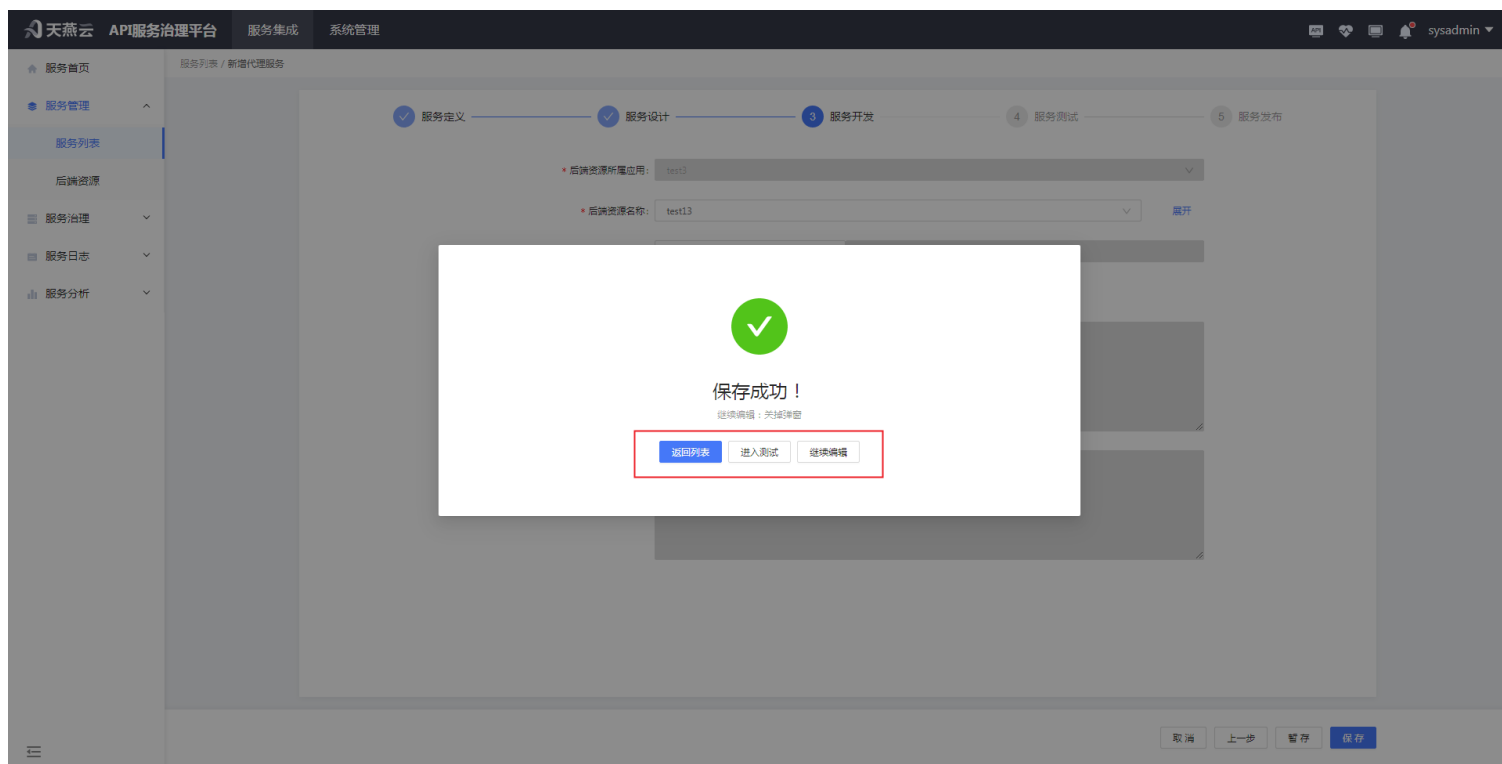 天燕云 API服务治理平台 服务集成 系统管理 API sysadmin
服务首页
服务列表 / 新增代理服务
服务管理
服务列表
后端资源
服务治理
服务日志
服务分析
服务定义 服务设计 3 服务开发 4 服务测试 5 服务发布
* 后端资源所属应用: test3
* 后端资源名称: test13 展开
保存成功！
继续编辑：关掉弹窗
返回列表 进入测试 继续编辑
取消 上一步 暂存 保存